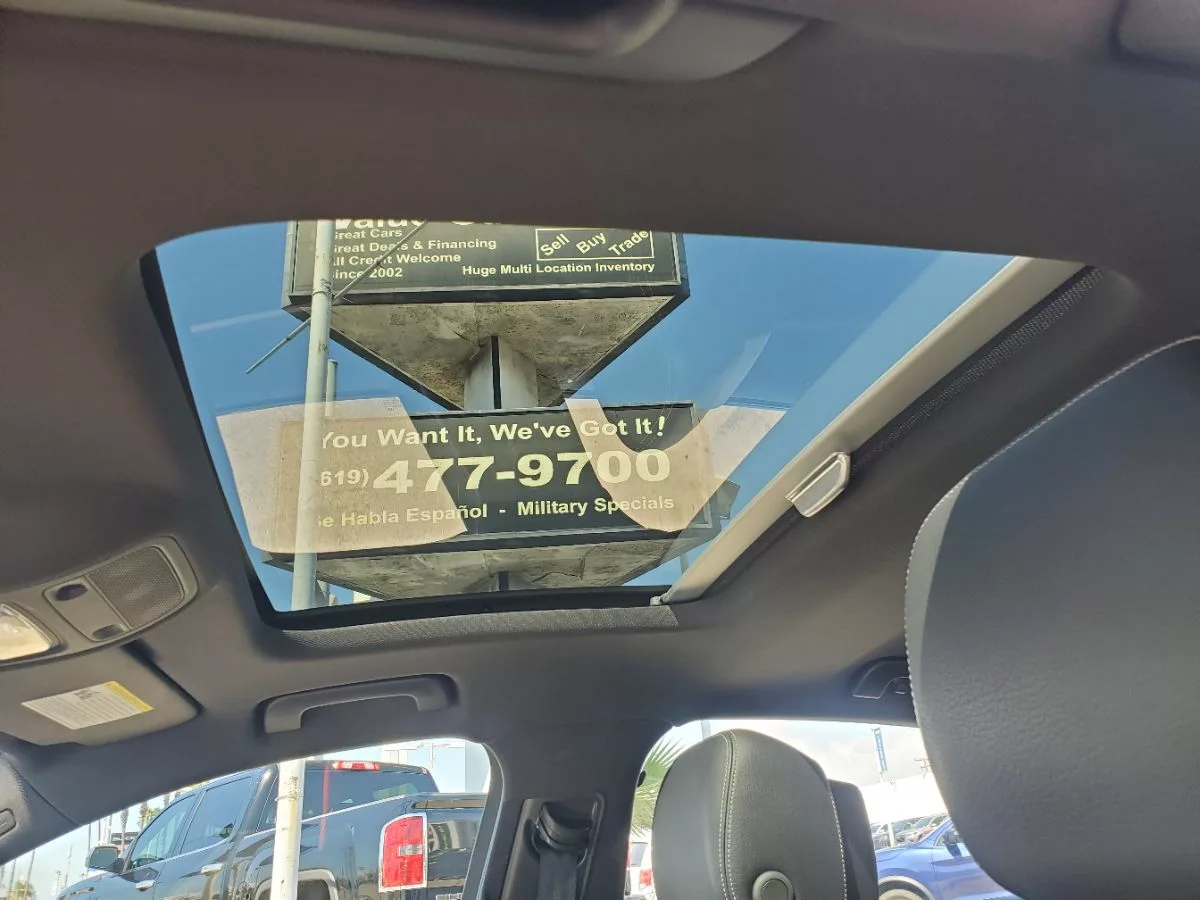 Value
Great Cars
Great Deals & Financing
All Credit Welcome
Since 2002
Sell Buy Trade
Huge Multi Location Inventory
You Want It, We've Got It!
619) 477-9700
Se Habla Español - Military Specials